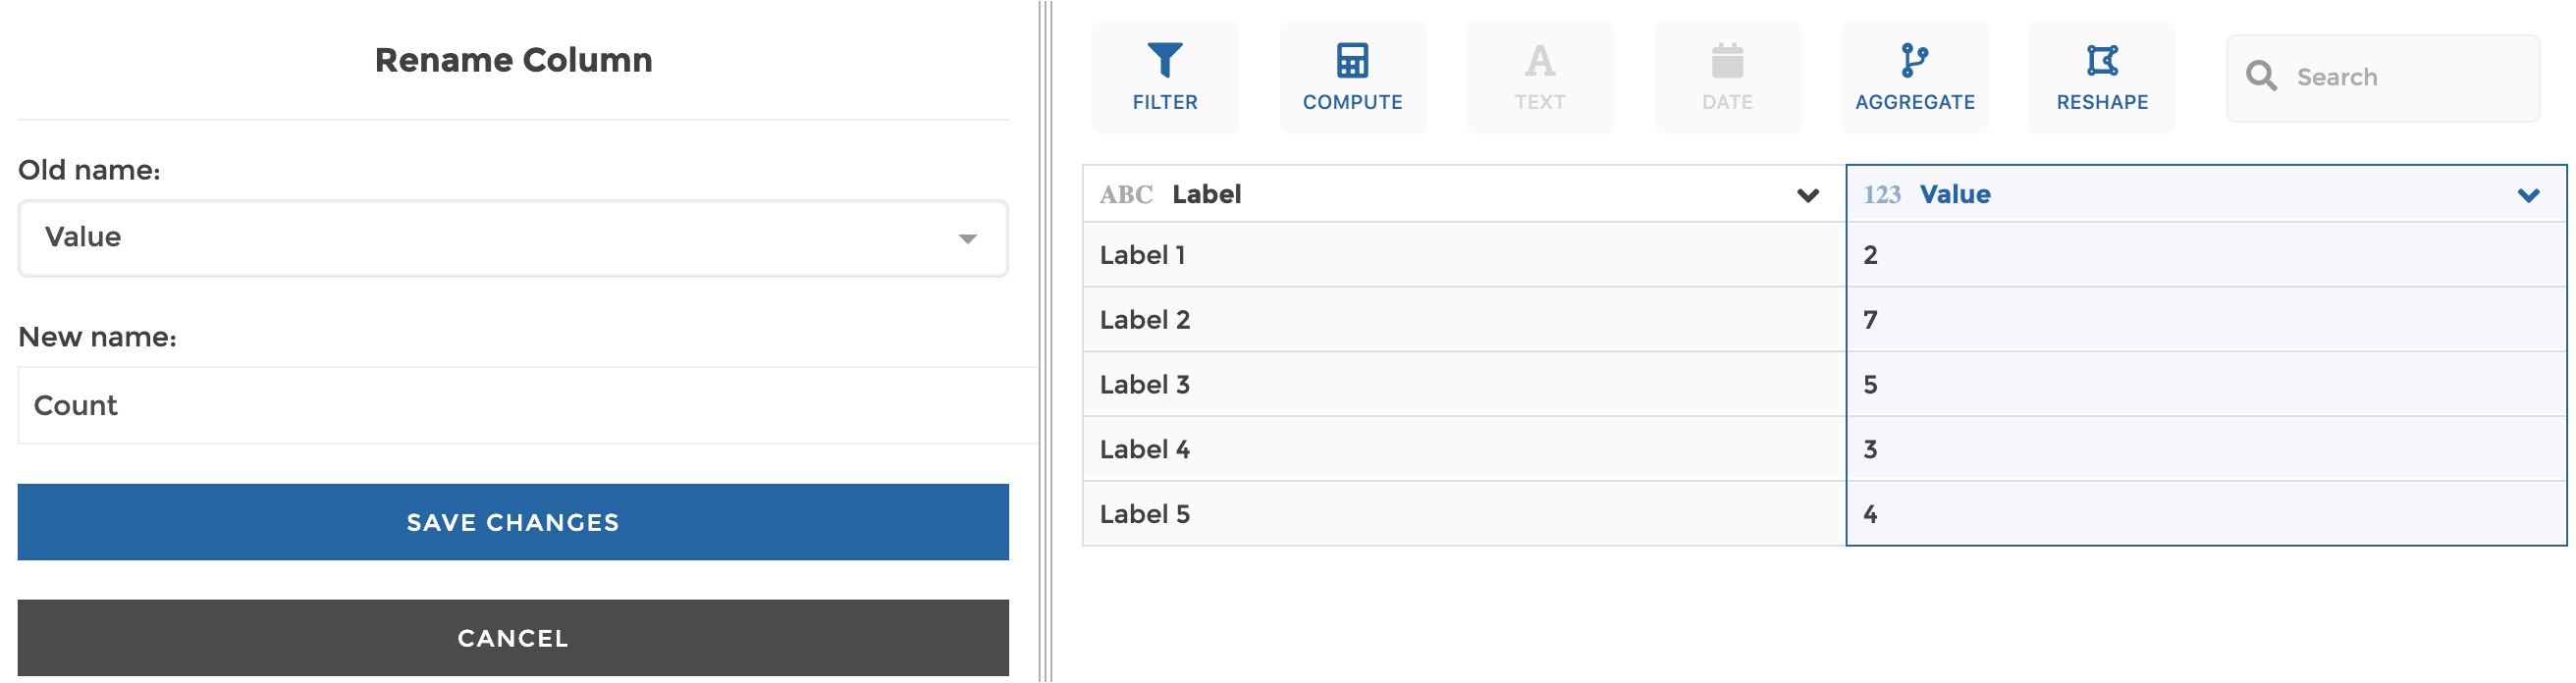 Rename Column
Old name:
Value
New name:
Count
SAVE CHANGES
CANCEL
FILTER COMPUTE TEXT DATE AGGREGATE RESHAPE Search
ABC Label 123 Value
Label 1 2
Label 2 7
Label 3 5
Label 4 3
Label 5 4